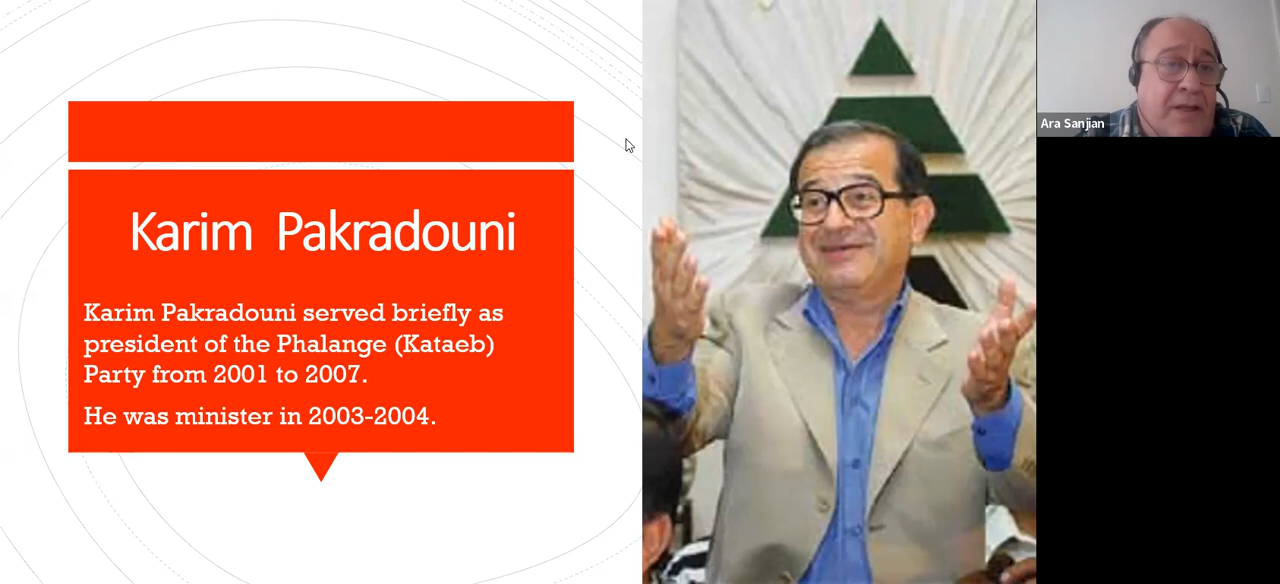 Karim Pakradouni
Karim Pakradouni served briefly as
president of the Phalange (Kataeb)
Party from 2001 to 2007.
He was minister in 2003-2004.
Ara Sanjian